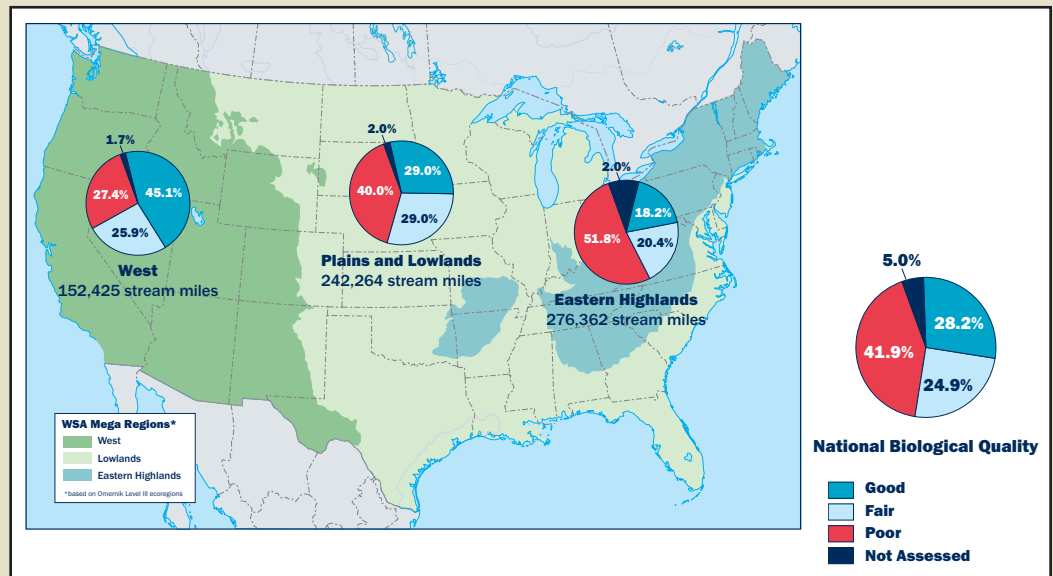 1.7%
45.1%
27.4%
25.9%
West
152,425 stream miles
2.0%
29.0%
40.0%
29.0%
Plains and Lowlands
242,264 stream miles
2.0%
18.2%
51.8%
20.4%
Eastern Highlands
276,362 stream miles
WSA Mega Regions*
West
Lowlands
Eastern Highlands
*based on Omernik Level III ecoregions
5.0%
28.2%
41.9%
24.9%
National Biological Quality
Good
Fair
Poor
Not Assessed